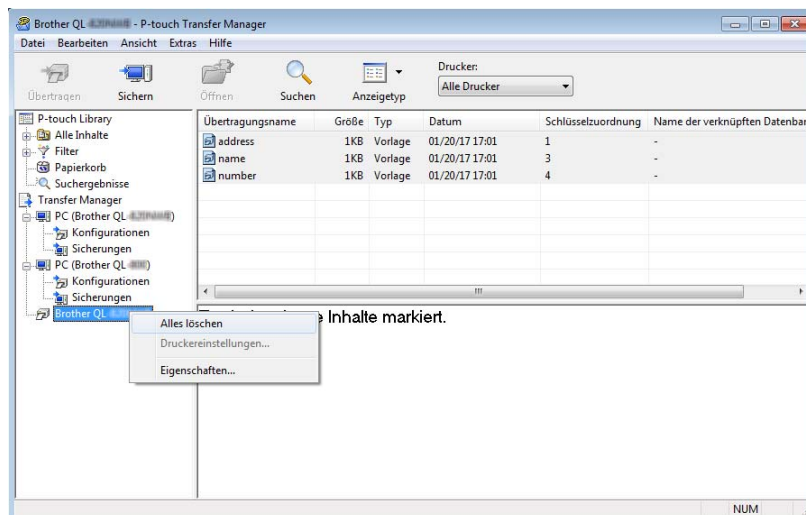 Brother QL - P-touch Transfer Manager
Datei Bearbeiten Ansicht Extras Hilfe
Übertragen Sichern Öffnen Suchen Anzeigetyp
Drucker:
Alle Drucker
P-touch Library
Alle Inhalte
Filter
Papierkorb
Suchergebnisse
Transfer Manager
PC (Brother QL- )
Konfigurationen
Sicherungen
PC (Brother QL- )
Konfigurationen
Sicherungen
Brother QL
Übertragungsname Größe Typ Datum Schlüsselzuordnung Name der verknüpften Datenban
address 1KB Vorlage 01/20/17 17:01 1 -
name 1KB Vorlage 01/20/17 17:01 3 -
number 1KB Vorlage 01/20/17 17:01 4 -
Inhalte markiert.
Alles löschen
Druckereinstellungen...
Eigenschaften...
NUM